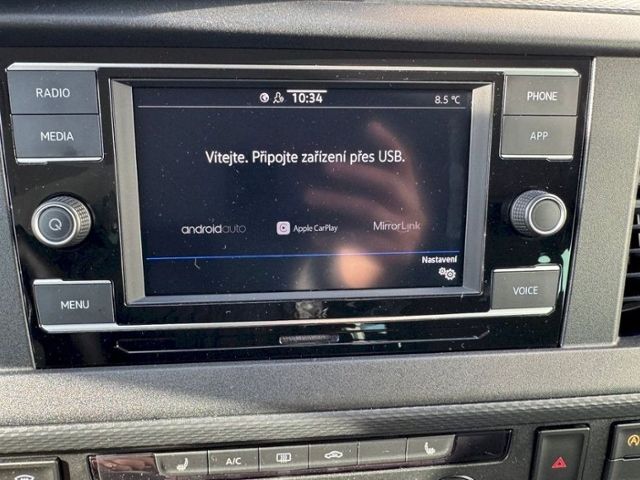 RADIO
MEDIA
MENU
10:34
8.5 °C
Vítejte. Připojte zařízení přes USB.
androidauto
Apple CarPlay
MirrorLink
Nastavení
PHONE
APP
VOICE
A/C